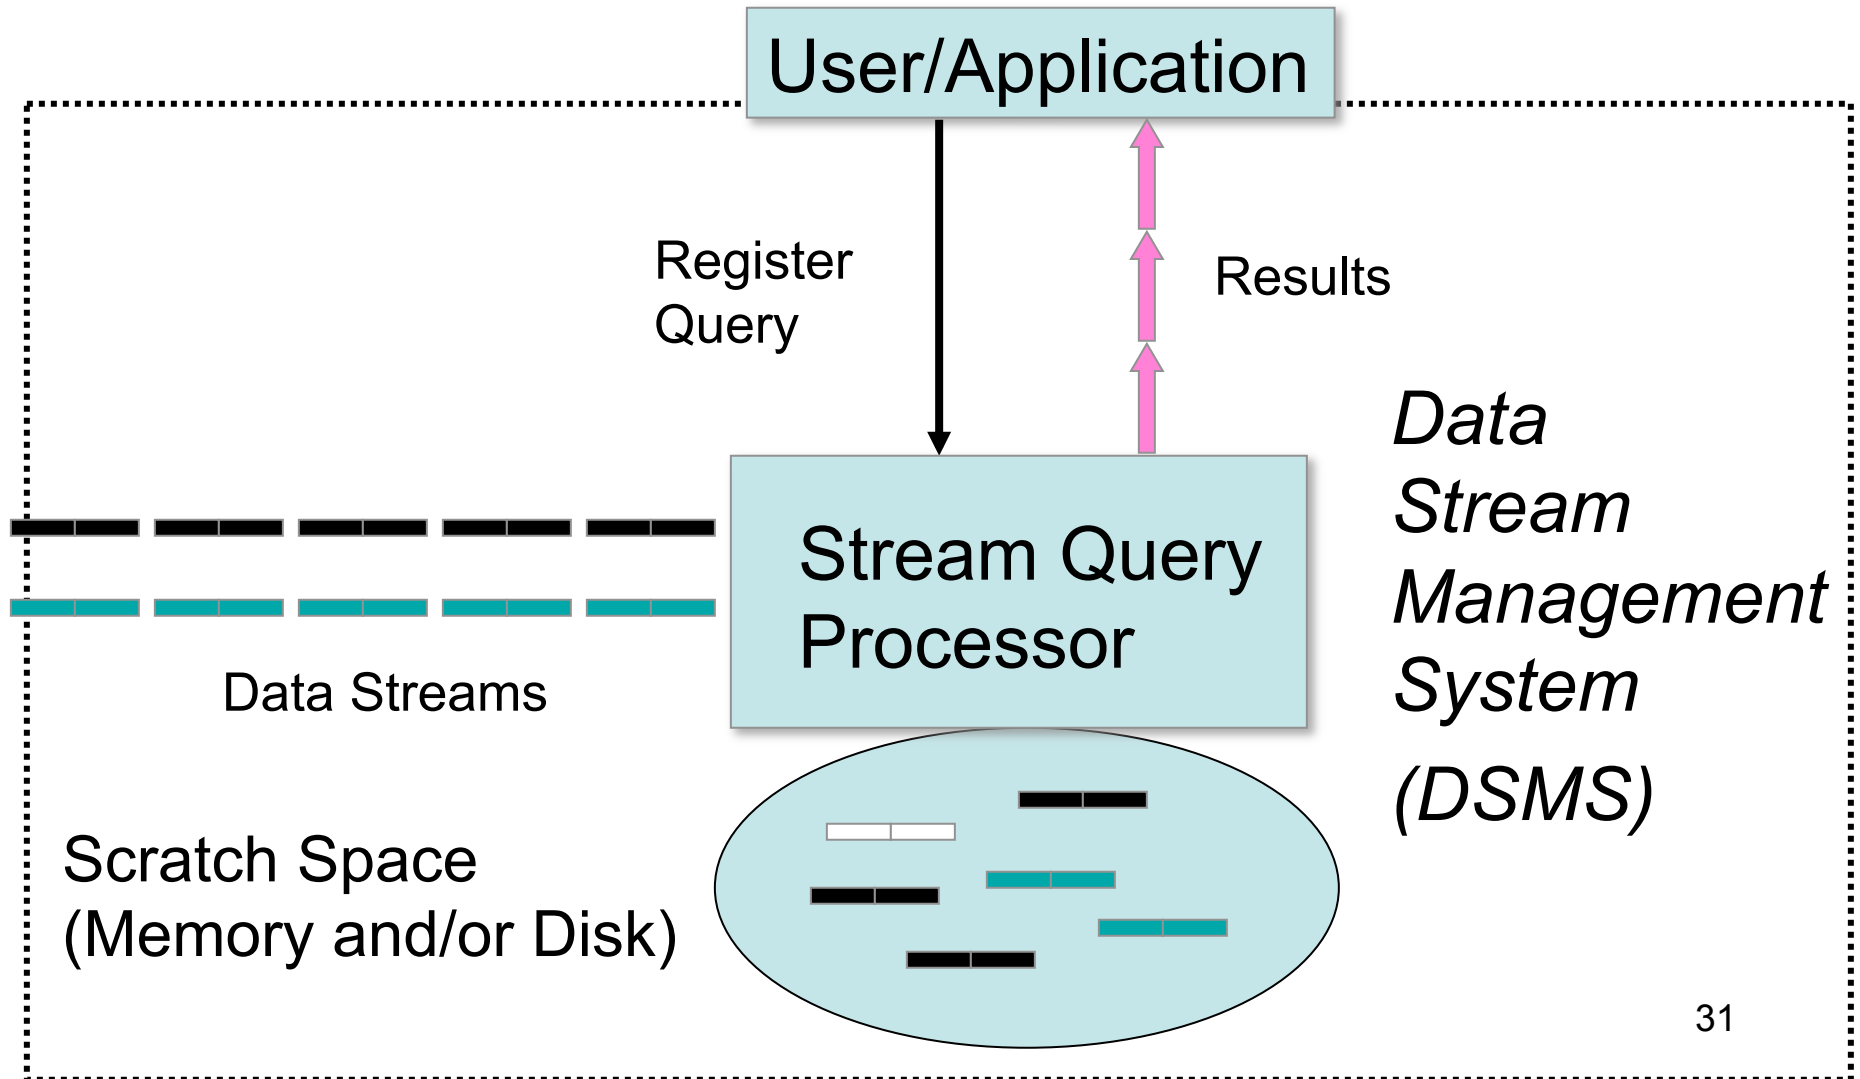 User/Application
Register
Query
Results
Data
Stream
Management
System
(DSMS)
Stream Query
Processor
Data Streams
Scratch Space
(Memory and/or Disk)
31